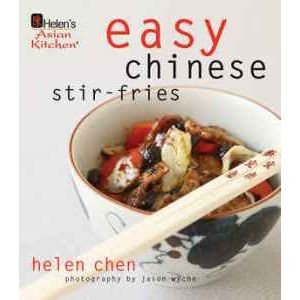 Helen's
Asian
Kitchen®
easy
chinese
stir-fries
helen chen
photography by jason wyche